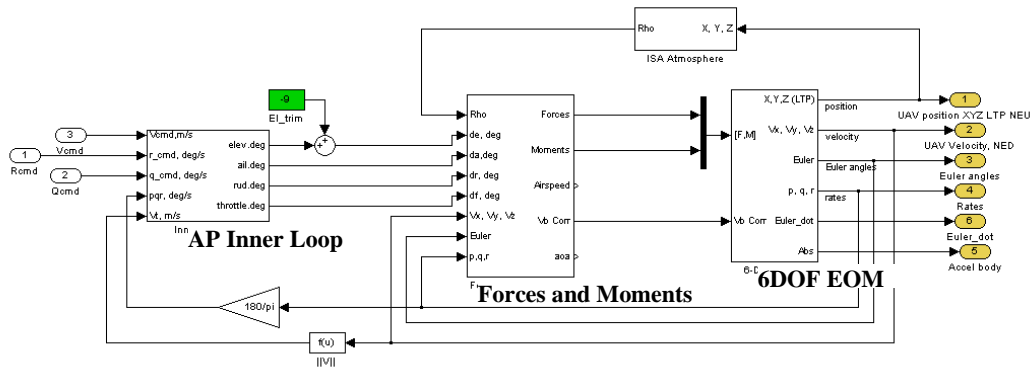 Rho
X, Y, Z
ISA Atmosphere
-9
El_trim
3
Vcmd
1
Rcmd
2
Qcmd
Vcmd,m/s
r_cmd, deg/s
q_cmd, deg/s
pqr, deg/s
Vt, m/s
elev.deg
ail.deg
rud.deg
throttle.deg
Inn
AP Inner Loop
Rho
de, deg
da,deg
dr, deg
df, deg
Vx, Vy, Vz
Euler
p,q,r
Forces
Moments
Airspeed
Vb Corr
aoa
Forces and Moments
[F,M]
Vb Corr
X,Y,Z (LTP)
Vx, Vy, Vz
Euler
p, q, r
Euler_dot
Abs
6-D
6DOF EOM
position
velocity
Euler angles
rates
1
UAV position XYZ LTP NEU
2
UAV Velocity, NED
3
Euler angles
4
Rates
6
Euler_dot
5
Accel body
180/pi
f(u)
||V||